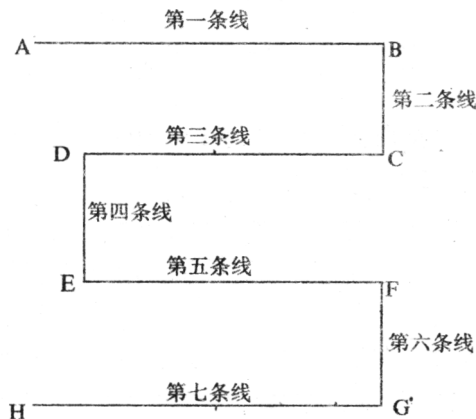 第一条线
A B
第二条线
第三条线
D C
第四条线
第五条线
E F
第六条线
第七条线
H G'